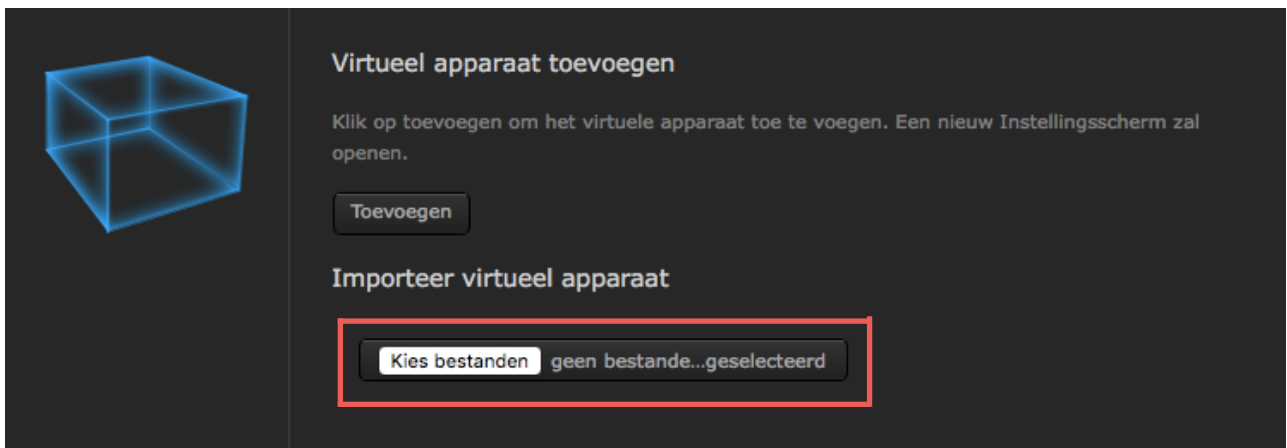 Virtueel apparaat toevoegen
Klik op toevoegen om het virtuele apparaat toe te voegen. Een nieuw Instellingsscherm zal
openen.
Toevoegen
Importeer virtueel apparaat
Kies bestanden geen bestande...geselecteerd